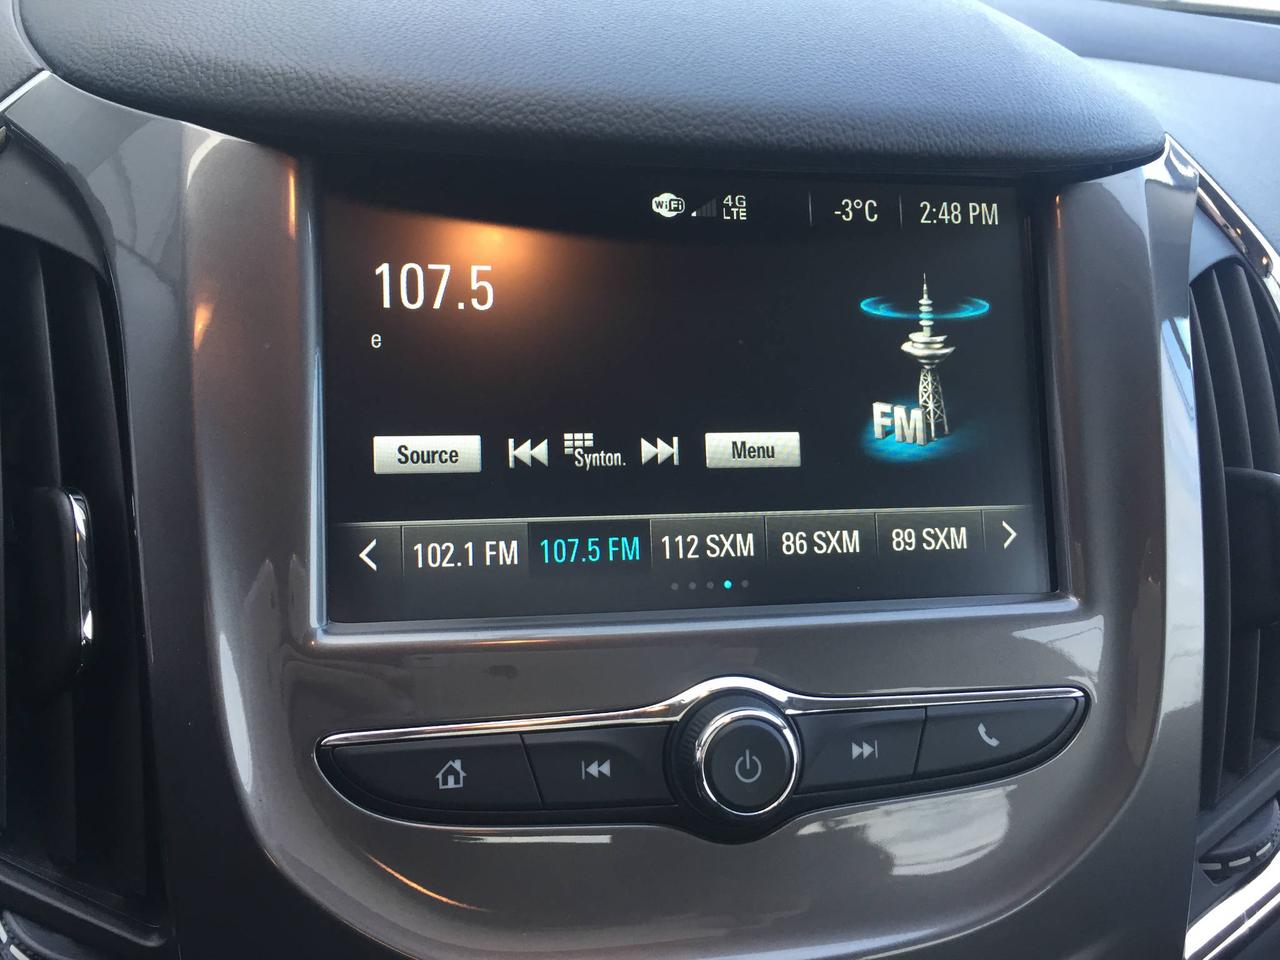 WiFi 4G LTE -3°C 2:48 PM
107.5
e
FM
Source Synton. Menu
102.1 FM 107.5 FM 112 SXM 86 SXM 89 SXM